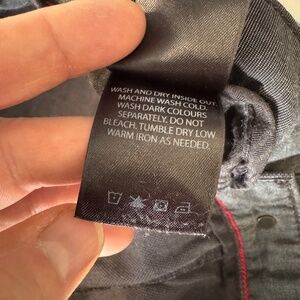 WASH AND DRY INSIDE OUT.
MACHINE WASH COLD.
WASH DARK COLOURS
SEPARATELY. DO NOT
BLEACH. TUMBLE DRY LOW.
WARM IRON AS NEEDED.